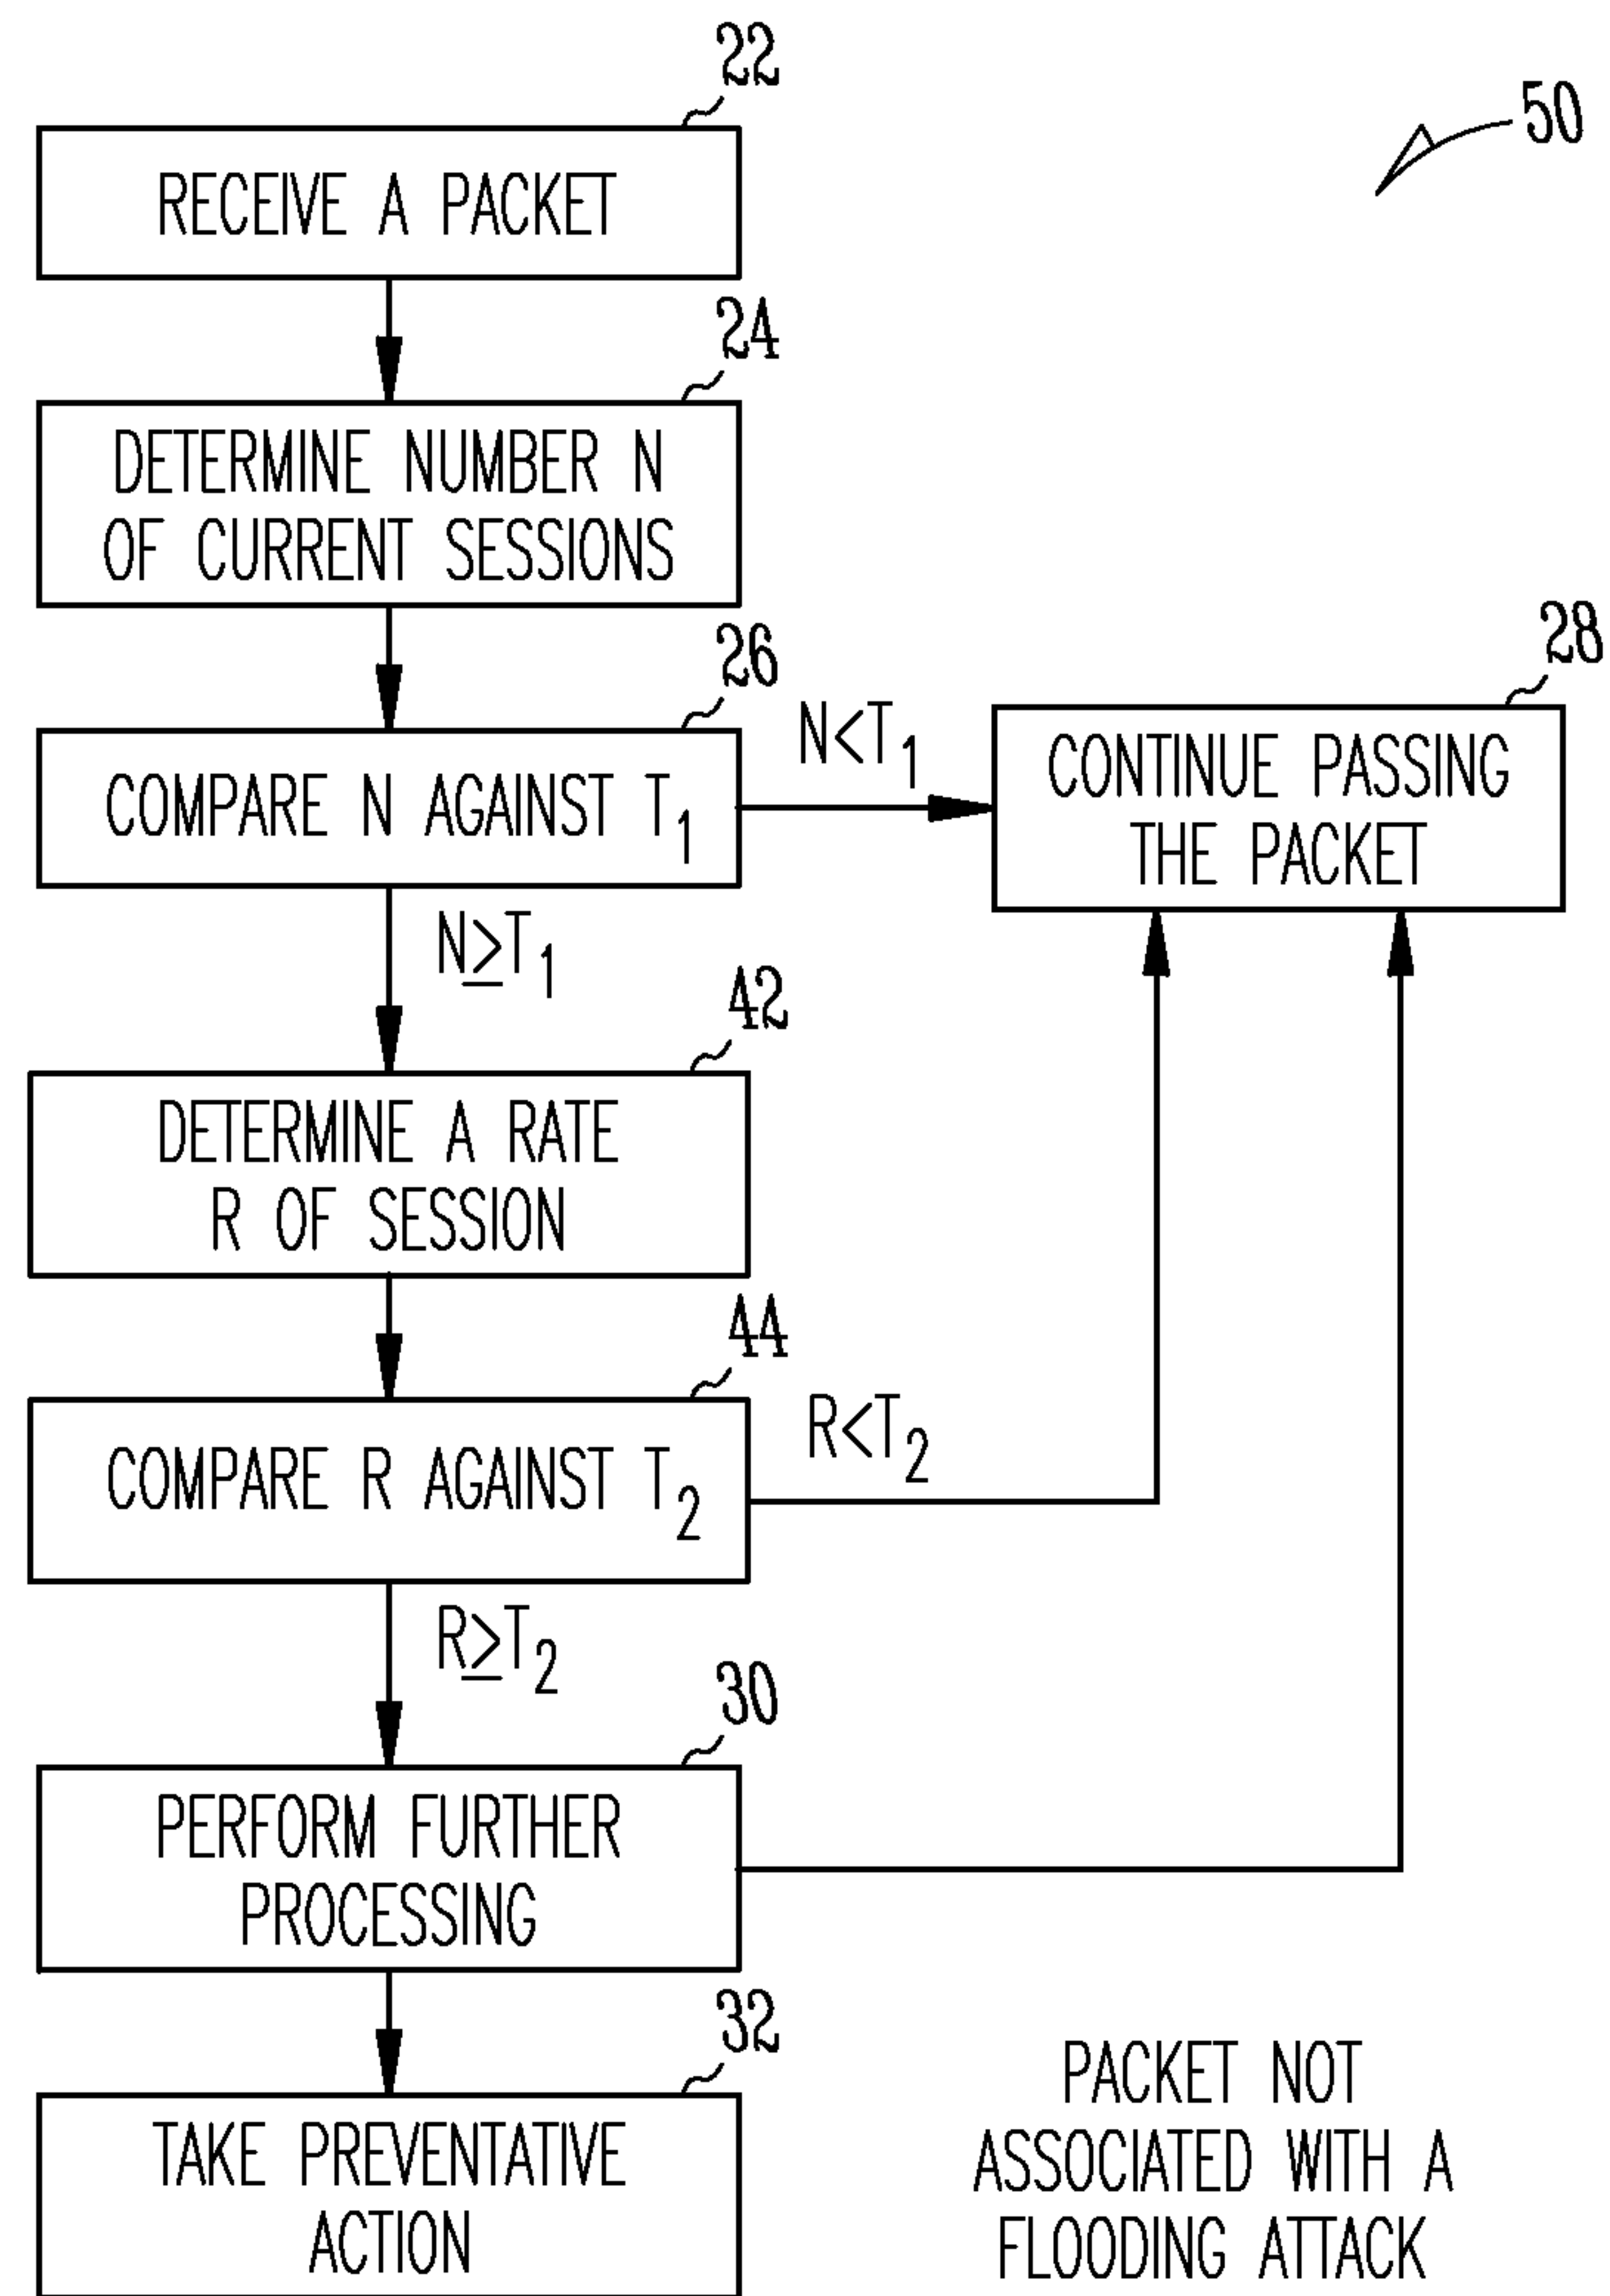 22
50
RECEIVE A PACKET
24
DETERMINE NUMBER N
OF CURRENT SESSIONS
26
N<T1
28
COMPARE N AGAINST T1
CONTINUE PASSING
THE PACKET
N≥T1
42
DETERMINE A RATE
R OF SESSION
44
R<T2
COMPARE R AGAINST T2
R≥T2
30
PERFORM FURTHER
PROCESSING
32
TAKE PREVENTATIVE
ACTION
PACKET NOT
ASSOCIATED WITH A
FLOODING ATTACK